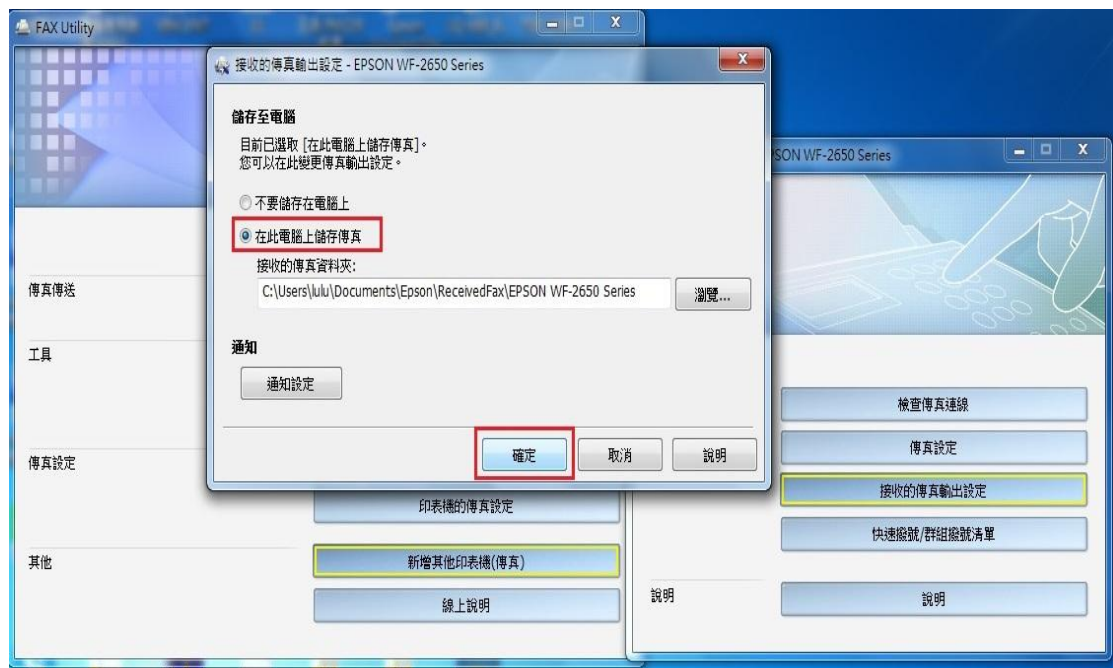 FAX Utility
接收的傳真輸出設定 - EPSON WF-2650 Series
儲存至電腦
目前已選取 [在此電腦上儲存傳真]。
您可以在此變更傳真輸出設定。
不要儲存在電腦上
在此電腦上儲存傳真
接收的傳真資料夾:
C:\Users\lulu\Documents\Epson\ReceivedFax\EPSON WF-2650 Series
瀏覽...
通知
通知設定
確定
取消
說明
傳真傳送
工具
傳真設定
印表機的傳真設定
其他
新增其他印表機(傳真)
線上說明
PSON WF-2650 Series
檢查傳真連線
傳真設定
接收的傳真輸出設定
快速撥號/群組撥號清單
說明
說明